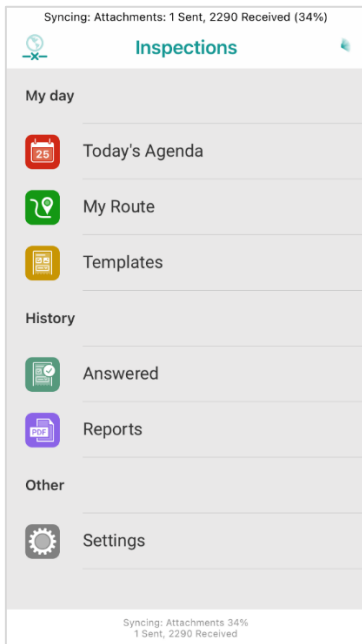 Syncing: Attachments: 1 Sent, 2290 Received (34%)
Inspections
My day
25
Today's Agenda
My Route
Templates
History
Answered
PDF
Reports
Other
Settings
Syncing: Attachments 34%
1 Sent, 2290 Received